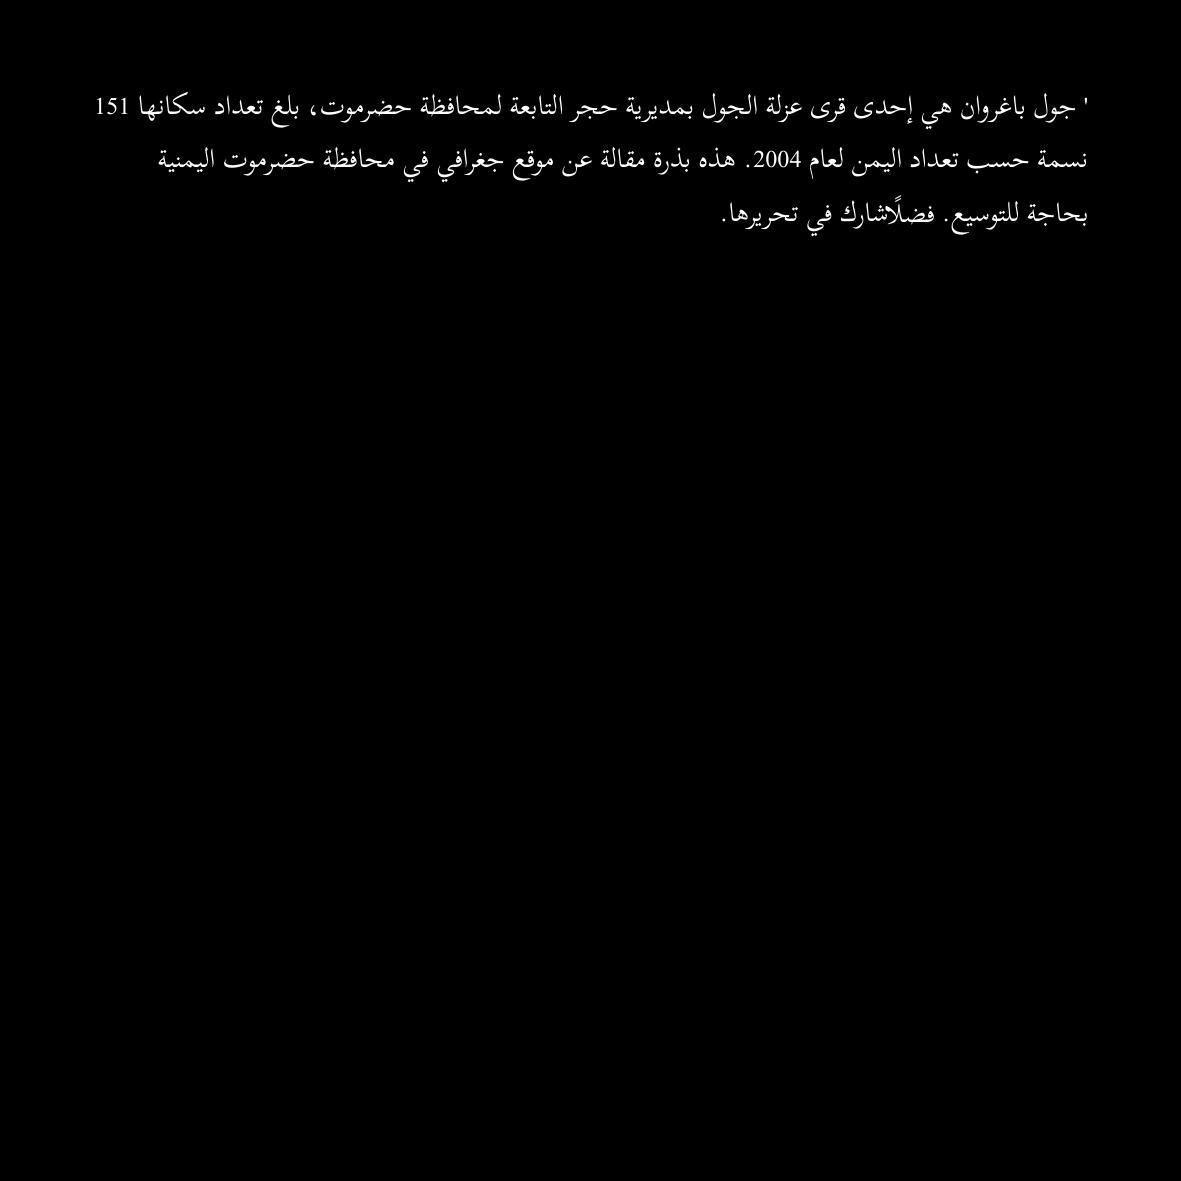 ' جول باغروان هي إحدى قرى عزلة الجول بمديرية حجر التابعة لمحافظة حضرموت، بلغ تعداد سكانها 151
نسمة حسب تعداد اليمن لعام 2004. هذه بذرة مقالة عن موقع جغرافي في محافظة حضرموت اليمنية
بحاجة للتوسيع. فضلًاشارك في تحريرها.